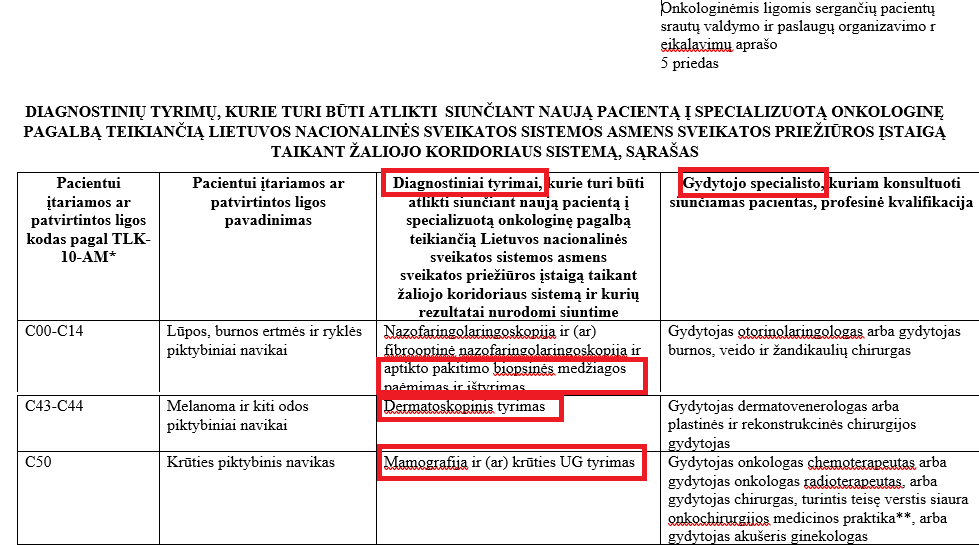 Onkologinėmis ligomis sergančių pacientų
srautų valdymo ir paslaugų organizavimo r
eikalavimų aprašo
5 priedas
DIAGNOSTINIŲ TYRIMŲ, KURIE TURI BŪTI ATLIKTI SIUNČIANT NAUJĄ PACIENTĄ Į SPECIALIZUOTĄ ONKOLOGINĘ
PAGALBĄ TEIKIANČIĄ LIETUVOS NACIONALINĖS SVEIKATOS SISTEMOS ASMENS SVEIKATOS PRIEŽIŪROS ĮSTAIGĄ
TAIKANT ŽALIOJO KORIDORIAUS SISTEMĄ, SĄRAŠAS
Pacientui
įtariamos ar
patvirtintos ligos
kodas pagal TLK-
10-AM*
Pacientui įtariamos ar
patvirtintos ligos
pavadinimas
Diagnostiniai tyrimai, kurie turi būti
atlikti siunčiant naują pacientą į
specializuotą onkologinę pagalbą
teikiančią Lietuvos nacionalinės
sveikatos sistemos asmens
sveikatos priežiūros įstaigą taikant
žaliojo koridoriaus sistemą ir kurių
rezultatai nurodomi siuntime
Gydytojo specialisto, kuriam konsultuoti
siunčiamas pacientas, profesinė kvalifikacija
C00-C14
Lūpos, burnos ertmės ir ryklės
piktybiniai navikai
Nazofaringolaringoskopija ir (ar)
fibrooptinė nazofaringolaringoskopija ir
aptikto pakitimo biopsinės medžiagos
paėmimas ir ištyrimas
Gydytojas otorinolaringologas arba gydytojas
burnos, veido ir žandikaulių chirurgas
C43-C44
Melanoma ir kiti odos
piktybiniai navikai
Dermatoskopinis tyrimas
Gydytojas dermatovenerologas arba
plastinės ir rekonstrukcinės chirurgijos
gydytojas
C50
Krūties piktybinis navikas
Mamografija ir (ar) krūties UG tyrimas
Gydytojas onkologas chemoterapeutas arba
gydytojas onkologas radioterapeutas, arba
gydytojas chirurgas, turintis teisę verstis siaura
onkochirurgijos medicinos praktika**, arba
gydytojas akušeris ginekologas